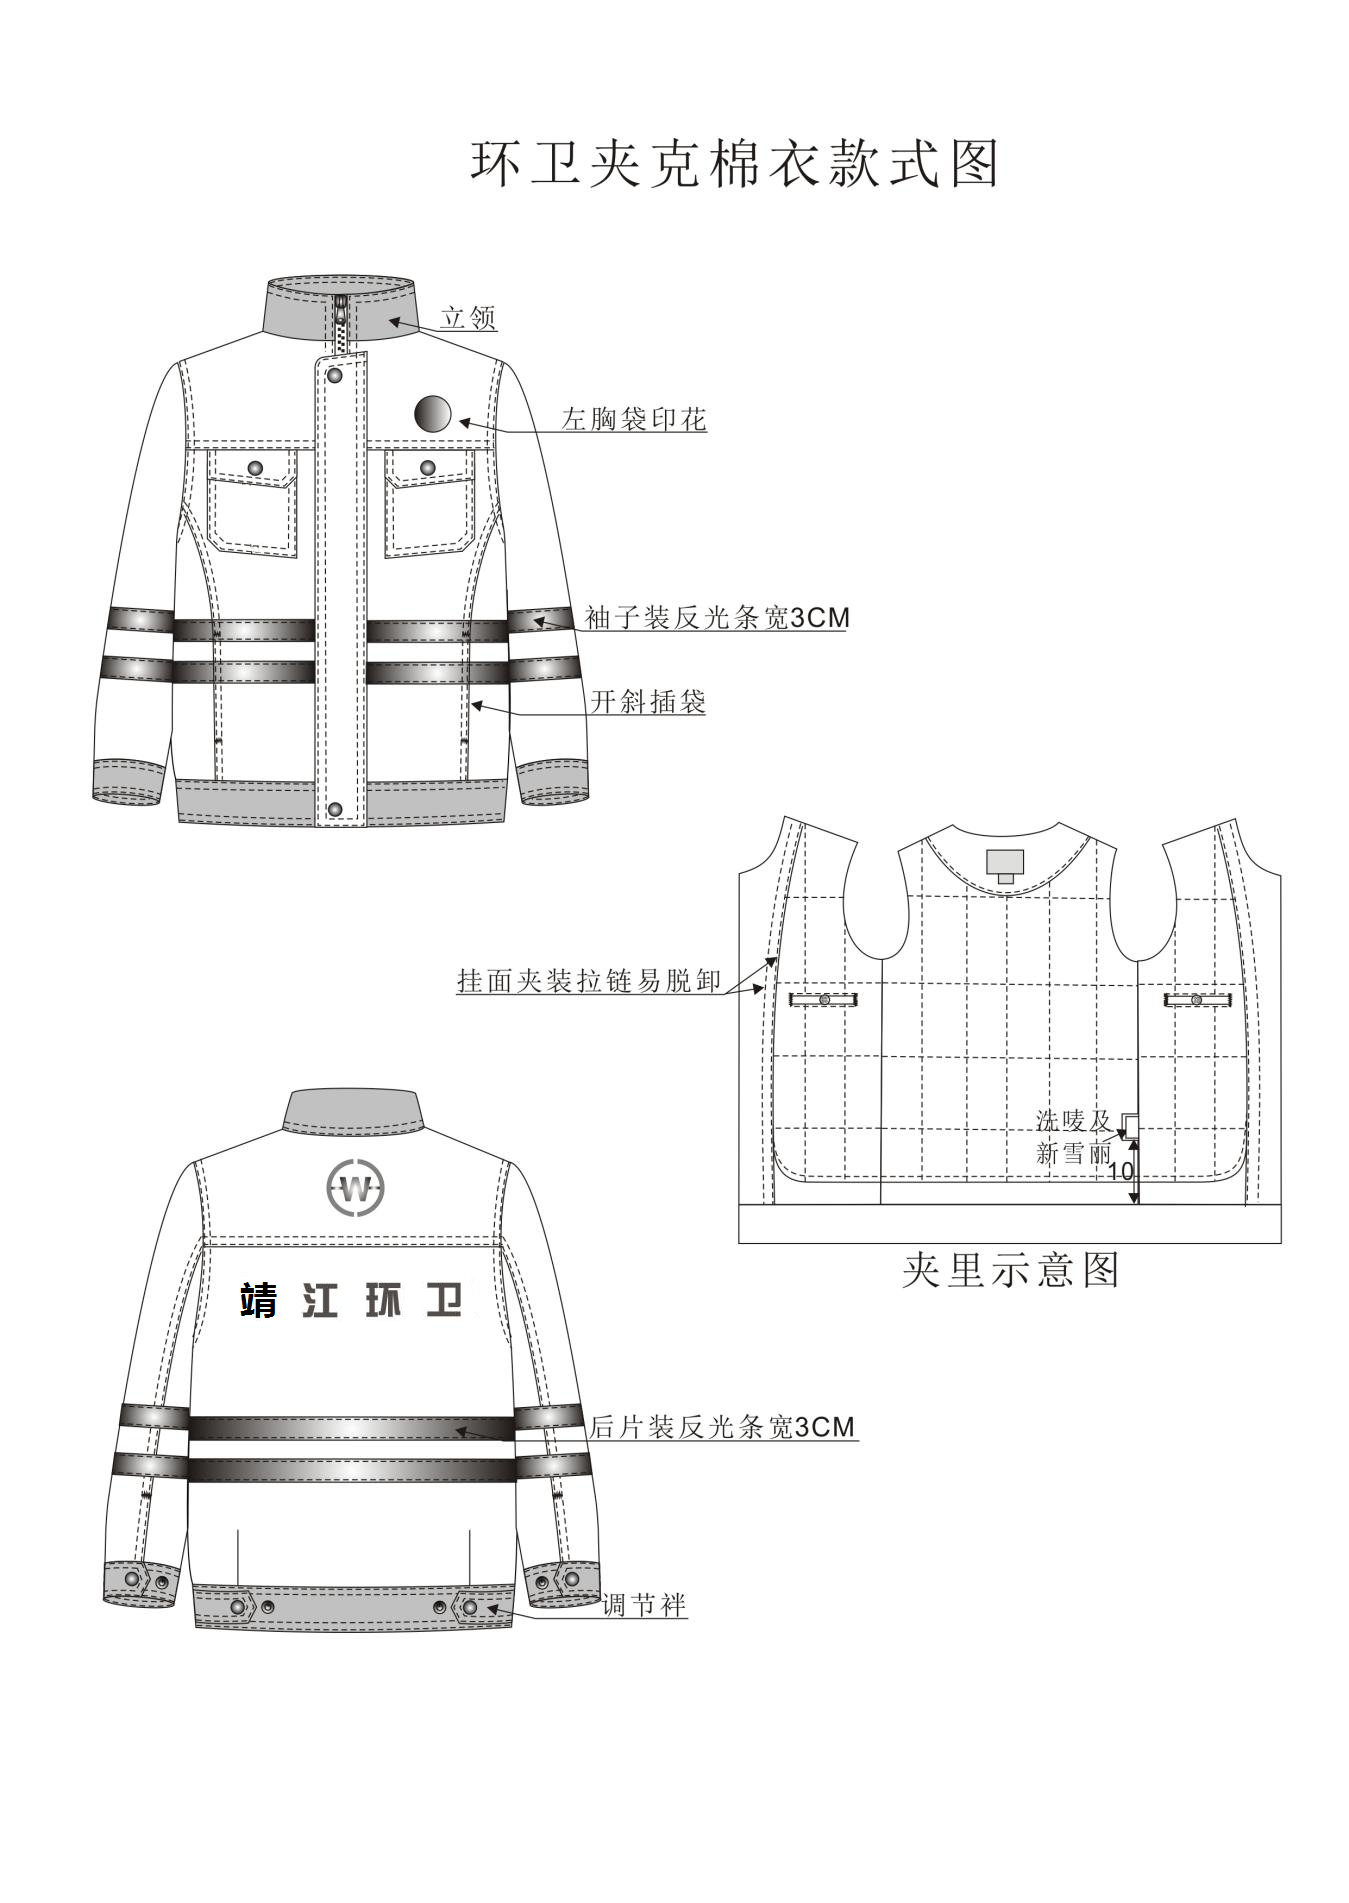 环卫夹克棉衣款式图
立领
左胸袋印花
袖子装反光条宽3CM
开斜插袋
挂面夹装拉链易脱卸
洗唛及
新雪丽
10
夹里示意图
W
靖江环卫
后片装反光条宽3CM
调节袢